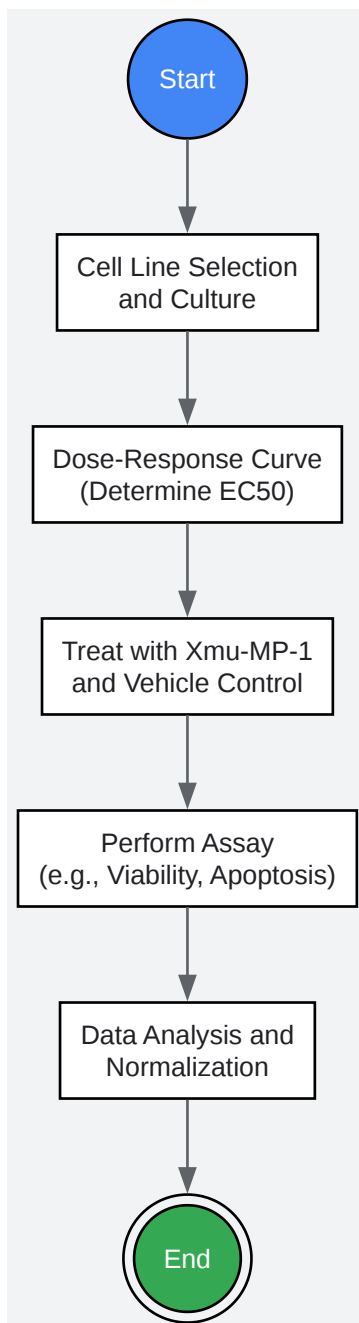 Start
Cell Line Selection
and Culture
Dose-Response Curve
(Determine EC50)
Treat with Xmu-MP-1
and Vehicle Control
Perform Assay
(e.g., Viability, Apoptosis)
Data Analysis and
Normalization
End